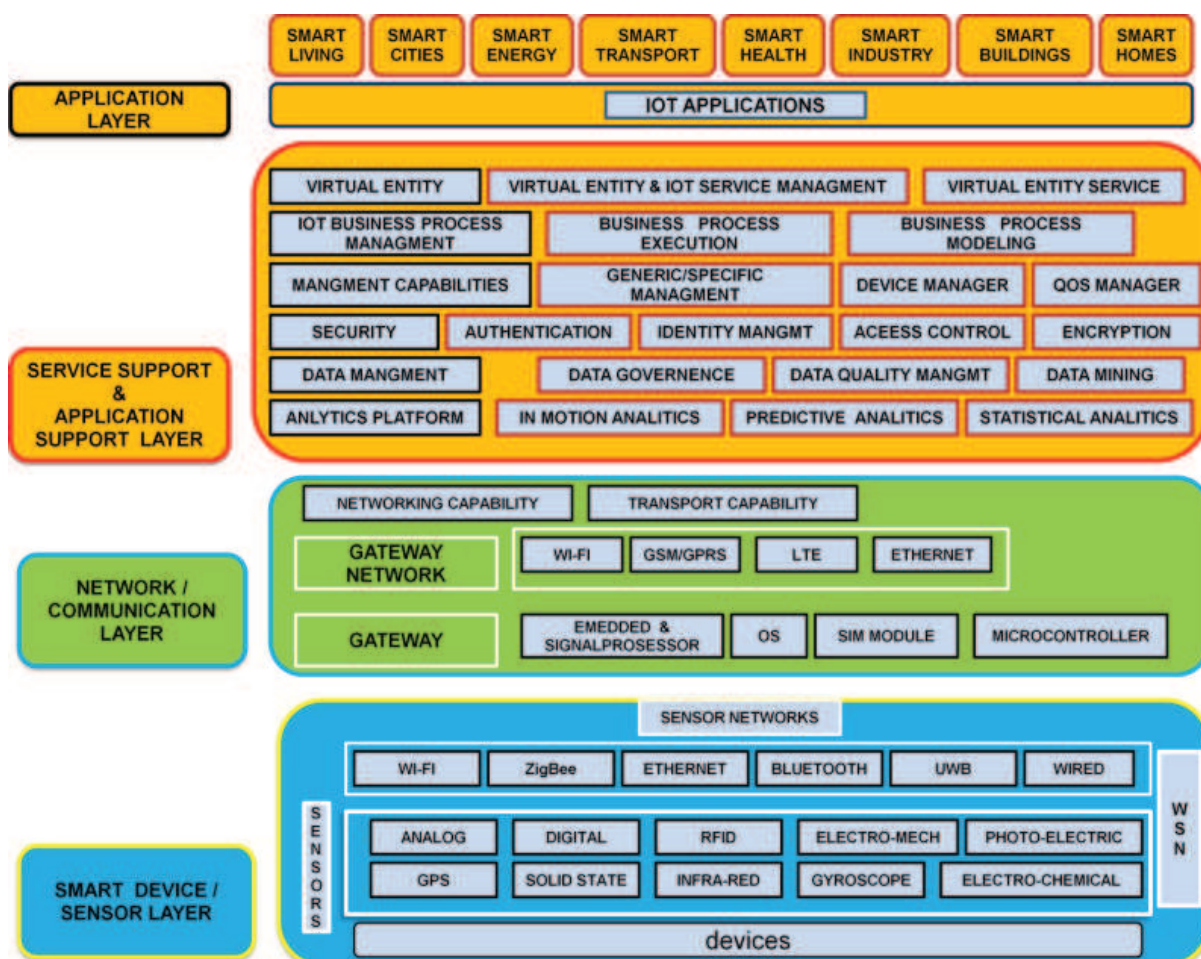 SMART LIVING
SMART CITIES
SMART ENERGY
SMART TRANSPORT
SMART HEALTH
SMART INDUSTRY
SMART BUILDINGS
SMART HOMES
APPLICATION
LAYER
IOT APPLICATIONS
SERVICE SUPPORT
&
APPLICATION
SUPPORT LAYER
VIRTUAL ENTITY
VIRTUAL ENTITY & IOT SERVICE MANAGMENT
VIRTUAL ENTITY SERVICE
IOT BUSINESS PROCESS
MANAGMENT
BUSINESS PROCESS
EXECUTION
BUSINESS PROCESS
MODELING
MANGMENT CAPABILITIES
GENERIC/SPECIFIC
MANAGMENT
DEVICE MANAGER
QOS MANAGER
SECURITY
AUTHENTICATION
IDENTITY MANGMT
ACEESS CONTROL
ENCRYPTION
DATA MANGMENT
DATA GOVERNENCE
DATA QUALITY MANGMT
DATA MINING
ANLYTICS PLATFORM
IN MOTION ANALITICS
PREDICTIVE ANALITICS
STATISTICAL ANALITICS
NETWORK /
COMMUNICATION
LAYER
NETWORKING CAPABILITY
TRANSPORT CAPABILITY
GATEWAY
NETWORK
WI-FI
GSM/GPRS
LTE
ETHERNET
GATEWAY
EMEDDED &
SIGNALPROSESSOR
OS
SIM MODULE
MICROCONTROLLER
SMART DEVICE /
SENSOR LAYER
SENSOR NETWORKS
WI-FI
ZigBee
ETHERNET
BLUETOOTH
UWB
WIRED
SENSORS
WSN
ANALOG
DIGITAL
RFID
ELECTRO-MECH
PHOTO-ELECTRIC
GPS
SOLID STATE
INFRA-RED
GYROSCOPE
ELECTRO-CHEMICAL
devices